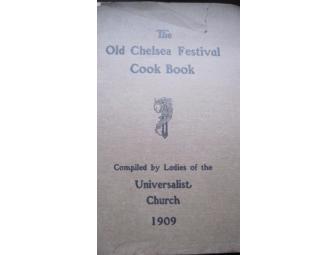 The
Old Chelsea Festival
Cook Book
Compiled by Ladies of the
Universalist
Church
1909